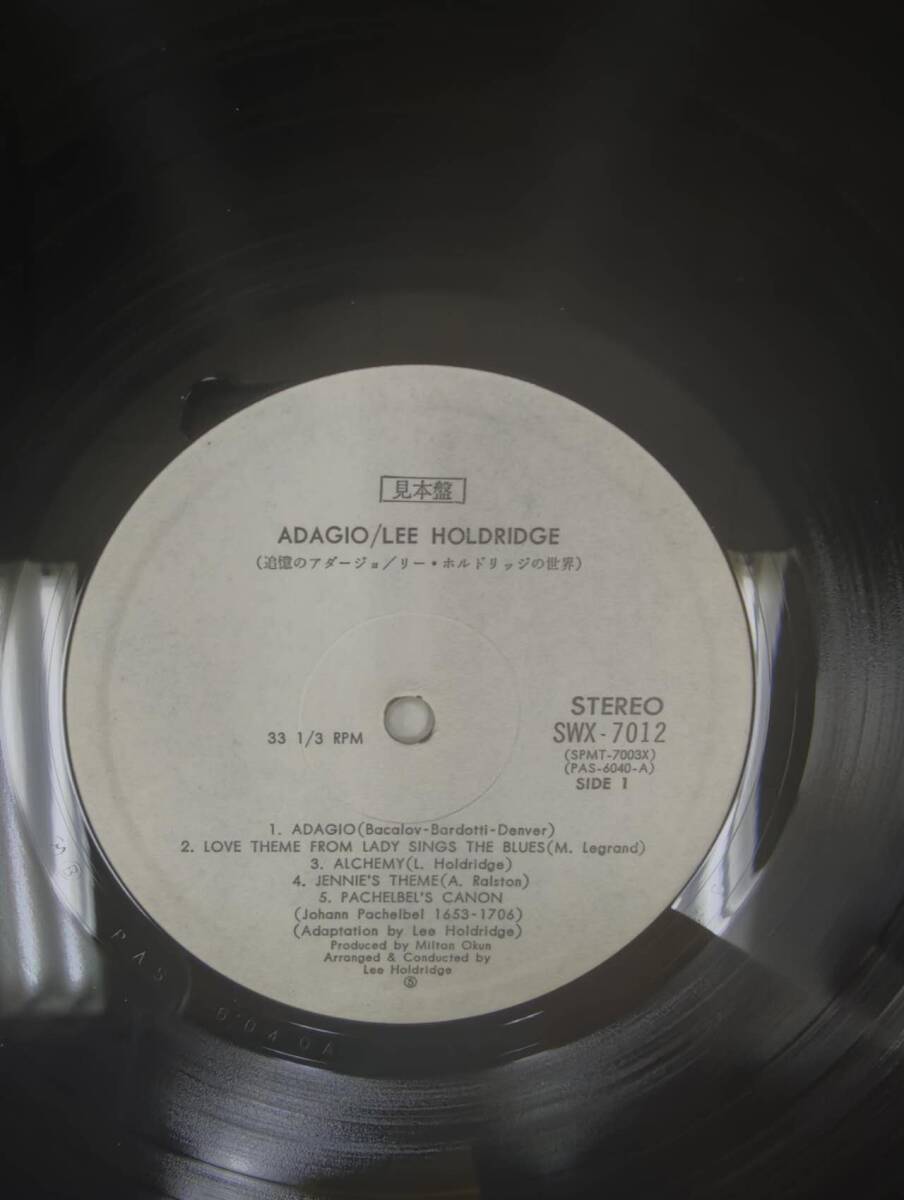 見本盤
ADAGIO/LEE HOLDRIDGE
(追憶のアダージョ/リー・ホルドリッジの世界)
33 1/3 RPM
STEREO
SWX-7012
(SPMT-7003X)
(PAS-6040-A)
SIDE 1
1. ADAGIO(Bacalov-Bardotti-Denver)
2. LOVE THEME FROM LADY SINGS THE BLUES(M. Legrand)
3. ALCHEMY(L. Holdridge)
4. JENNIE'S THEME(A. Ralston)
5. PACHELBEL'S CANON
(Johann Pachelbel 1653-1706)
(Adaptation by Lee Holdridge)
Produced by Milton Okun
Arranged & Conducted by
Lee Holdridge
Ⓢ
PAS 6040A